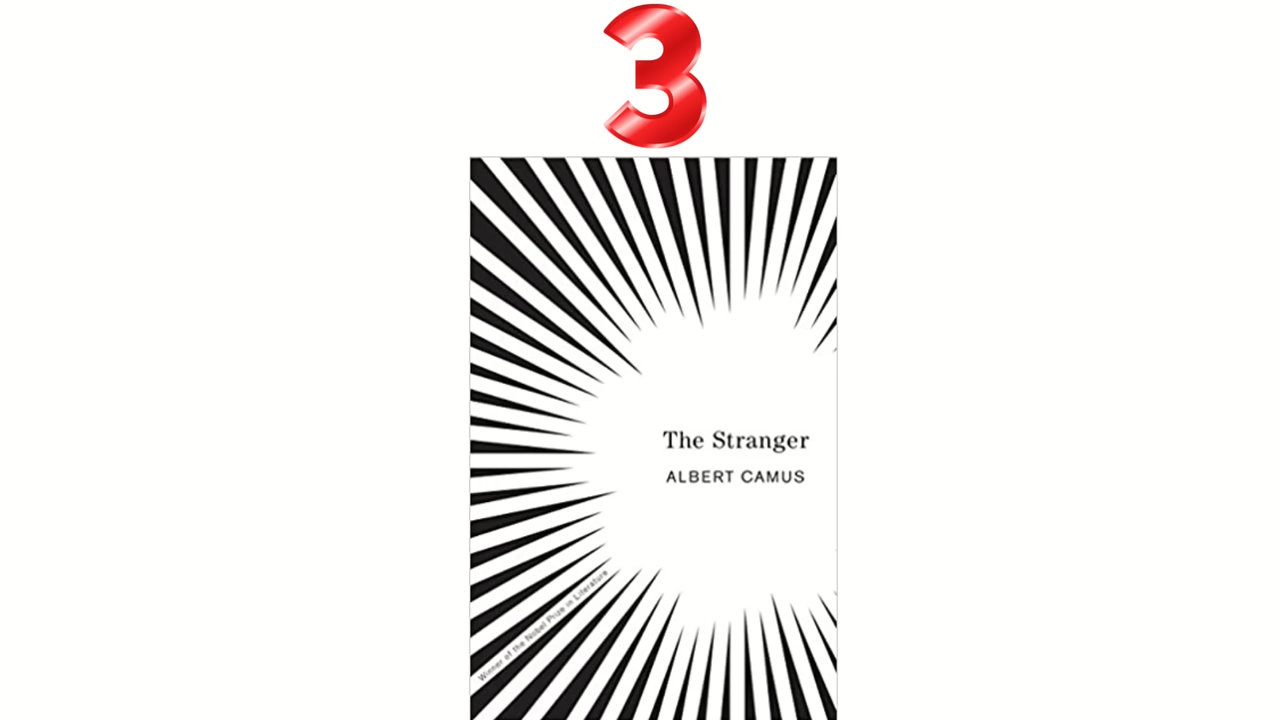 3
The Stranger
ALBERT CAMUS
Winner of the Nobel Prize in Literature